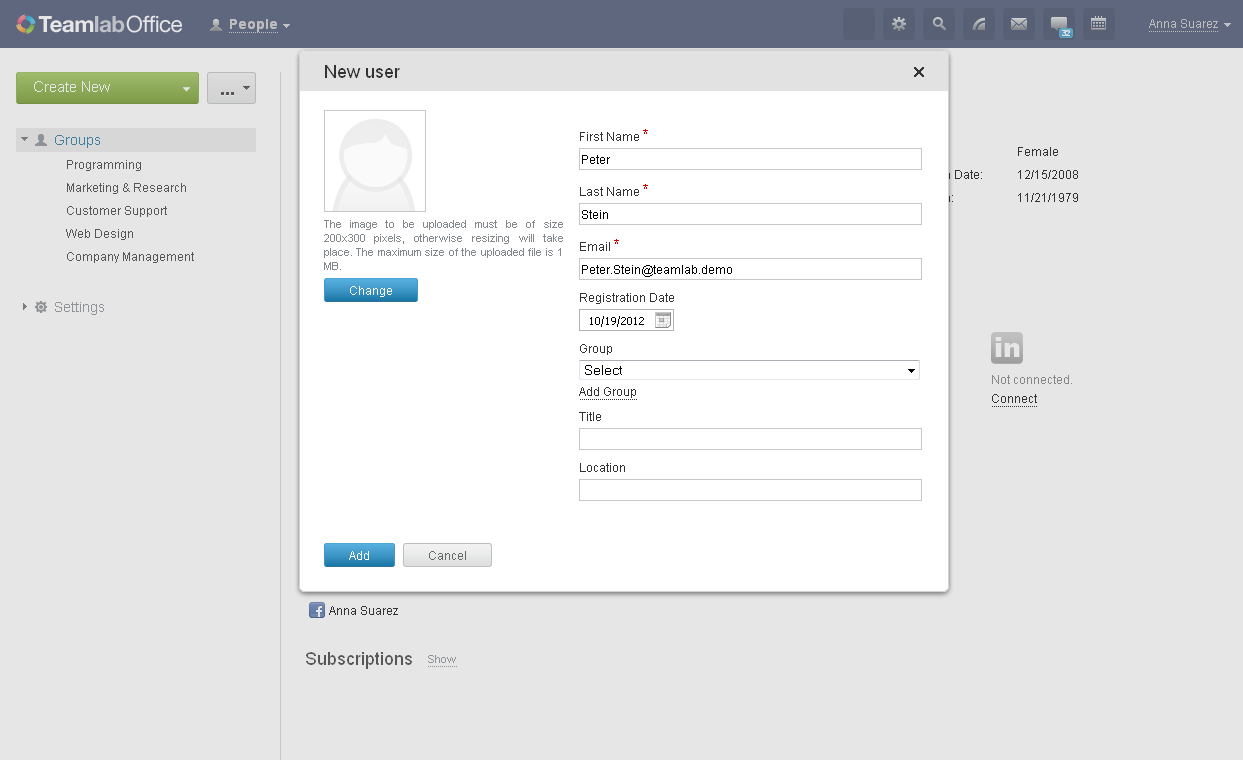 TeamlabOffice
People
32
Anna Suarez
New user
Create New
...
Groups
Programming
Marketing & Research
Customer Support
Web Design
Company Management
Settings
The image to be uploaded must be of size
200x300 pixels, otherwise resizing will take
place. The maximum size of the uploaded file is 1
MB.
Change
First Name *
Peter
Last Name *
Stein
Email *
Peter.Stein@teamlab.demo
Registration Date
10/19/2012
Group
Select
Add Group
Title
Location
Add
Cancel
Female
Date: 12/15/2008
11/21/1979
in
Not connected.
Connect
f Anna Suarez
Subscriptions Show